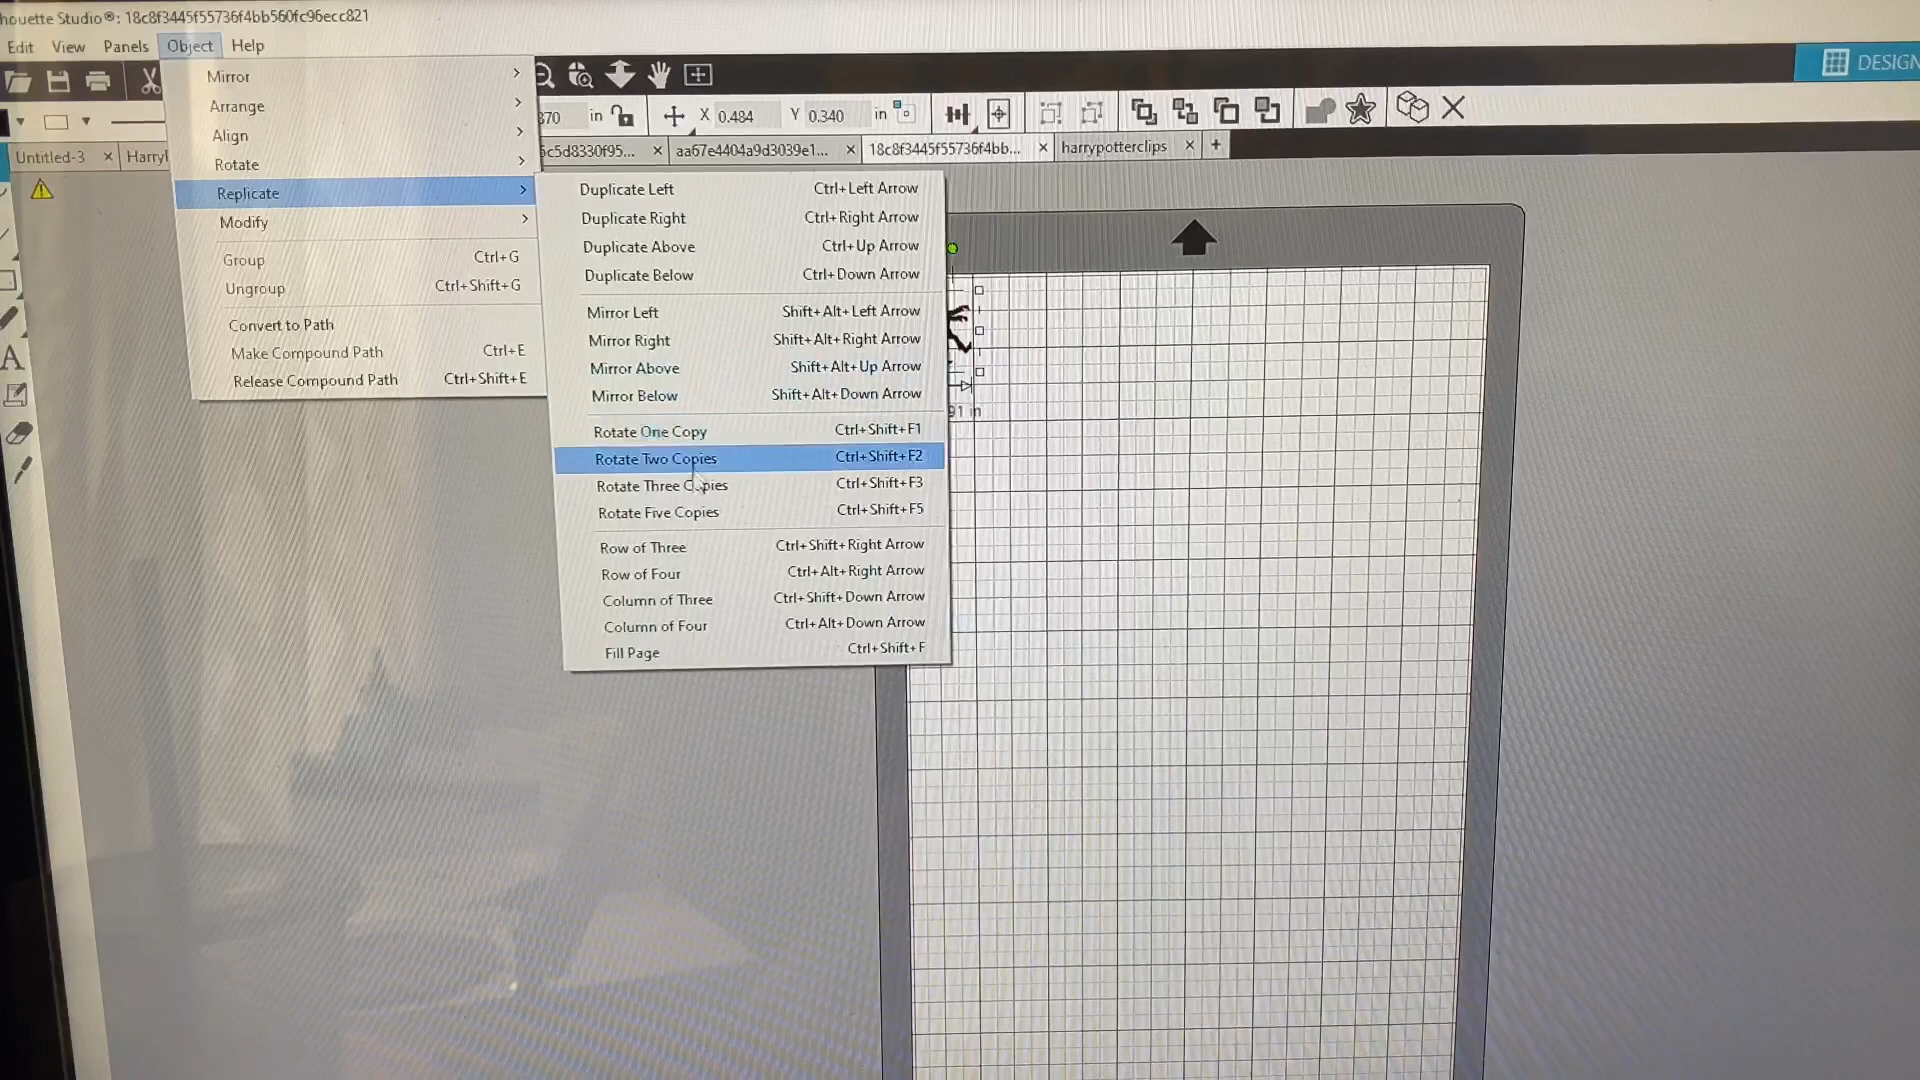 houette Studio®: 18c8f3445f55736f4bb560fc96ecc821
Edit View Panels Object Help
DESIGN
370 in X 0.484 Y 0.340 in
Untitled-3 × Harryl 5c5d8330f95... × aa67e4404a9d3039e1... × 18c8f3445f55736f4bb... × harrypotterclips × +
Mirror >
Arrange >
Align >
Rotate >
Replicate >
Modify >
Group Ctrl+G
Ungroup Ctrl+Shift+G
Convert to Path
Make Compound Path Ctrl+E
Release Compound Path Ctrl+Shift+E
Duplicate Left Ctrl+Left Arrow
Duplicate Right Ctrl+Right Arrow
Duplicate Above Ctrl+Up Arrow
Duplicate Below Ctrl+Down Arrow
Mirror Left Shift+Alt+Left Arrow
Mirror Right Shift+Alt+Right Arrow
Mirror Above Shift+Alt+Up Arrow
Mirror Below Shift+Alt+Down Arrow
Rotate One Copy Ctrl+Shift+F1
Rotate Two Copies Ctrl+Shift+F2
Rotate Three Copies Ctrl+Shift+F3
Rotate Five Copies Ctrl+Shift+F5
Row of Three Ctrl+Shift+Right Arrow
Row of Four Ctrl+Alt+Right Arrow
Column of Three Ctrl+Shift+Down Arrow
Column of Four Ctrl+Alt+Down Arrow
Fill Page Ctrl+Shift+F
91 in